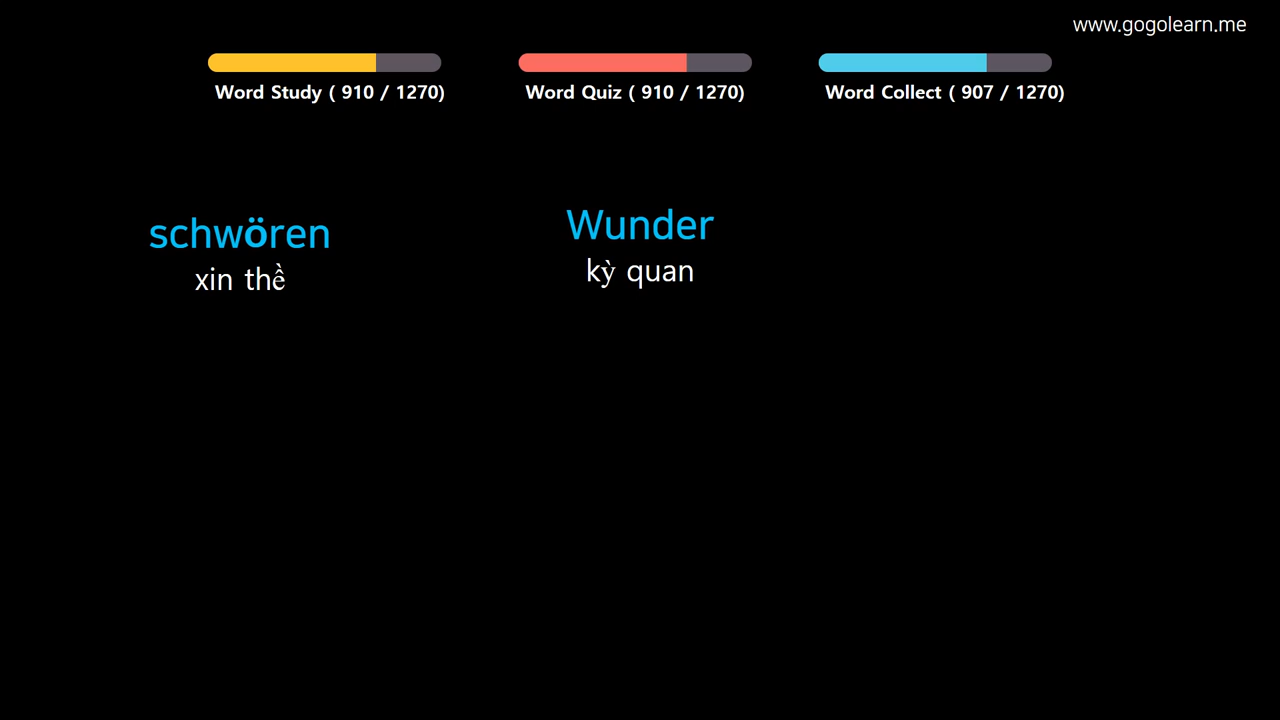 www.gogolearn.me
Word Study ( 910 / 1270)
Word Quiz ( 910 / 1270)
Word Collect ( 907 / 1270)
schwören
xin thề
Wunder
kỳ quan